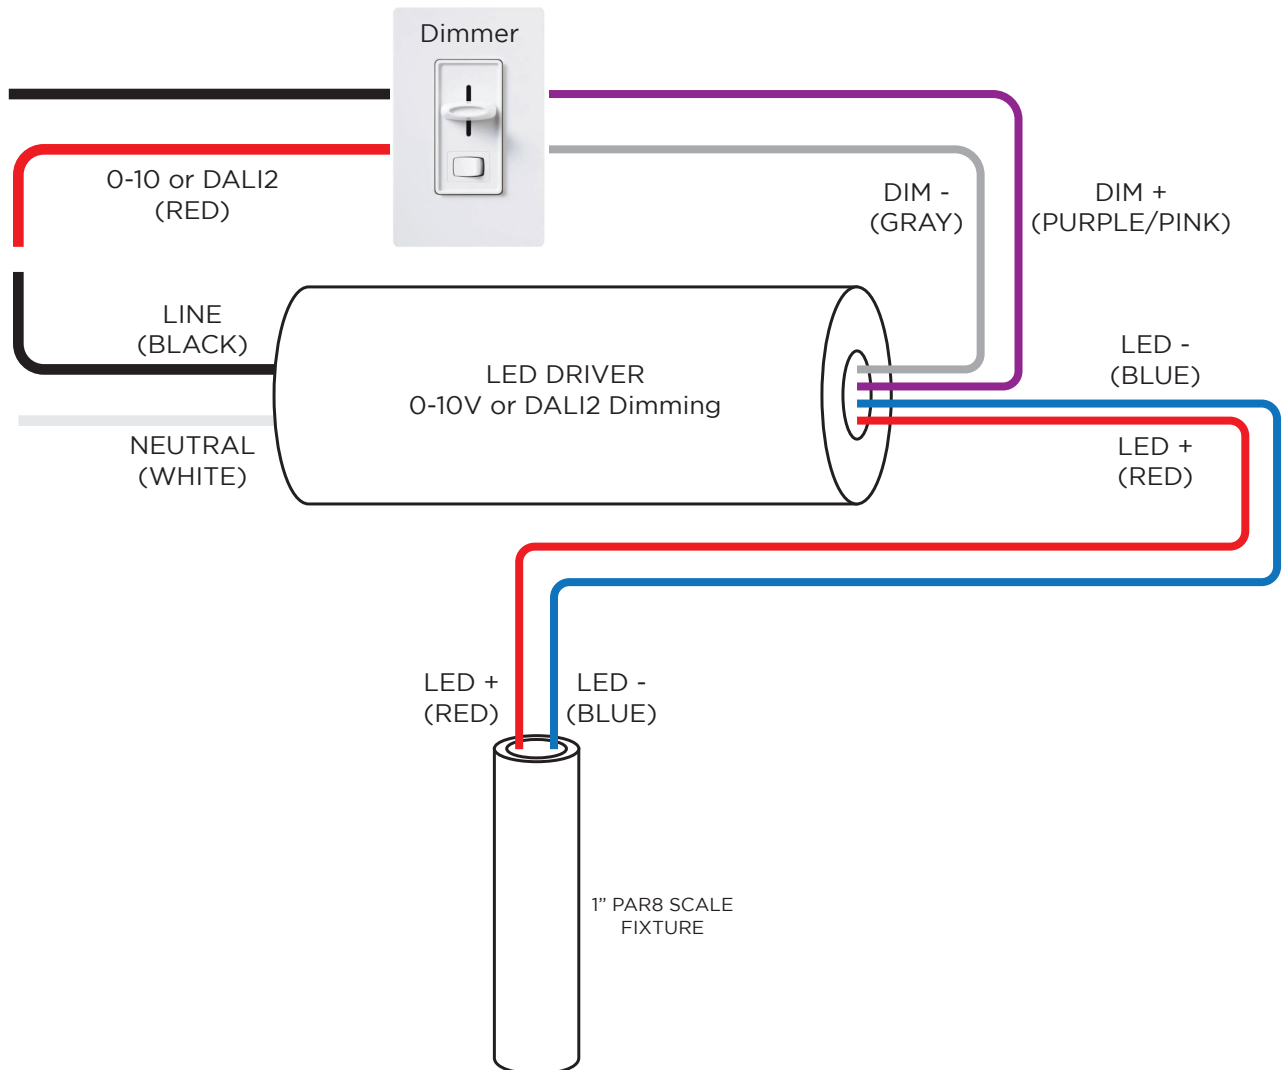 Dimmer
0-10 or DALI2
(RED)
DIM -
(GRAY)
DIM +
(PURPLE/PINK)
LINE
(BLACK)
LED DRIVER
0-10V or DALI2 Dimming
LED -
(BLUE)
NEUTRAL
(WHITE)
LED +
(RED)
LED +
(RED)
LED -
(BLUE)
1” PAR8 SCALE
FIXTURE